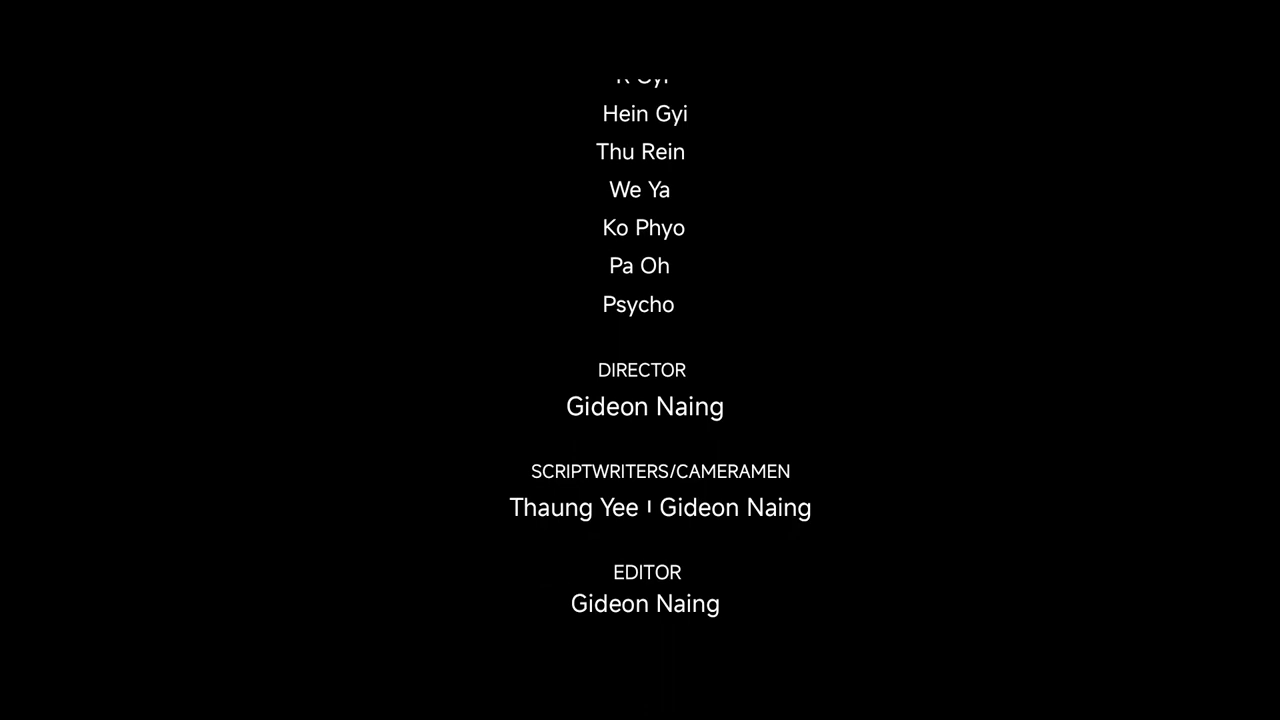 Hein Gyi
Thu Rein
We Ya
Ko Phyo
Pa Oh
Psycho
DIRECTOR
Gideon Naing
SCRIPTWRITERS/CAMERAMEN
Thaung Yee ၊ Gideon Naing
EDITOR
Gideon Naing